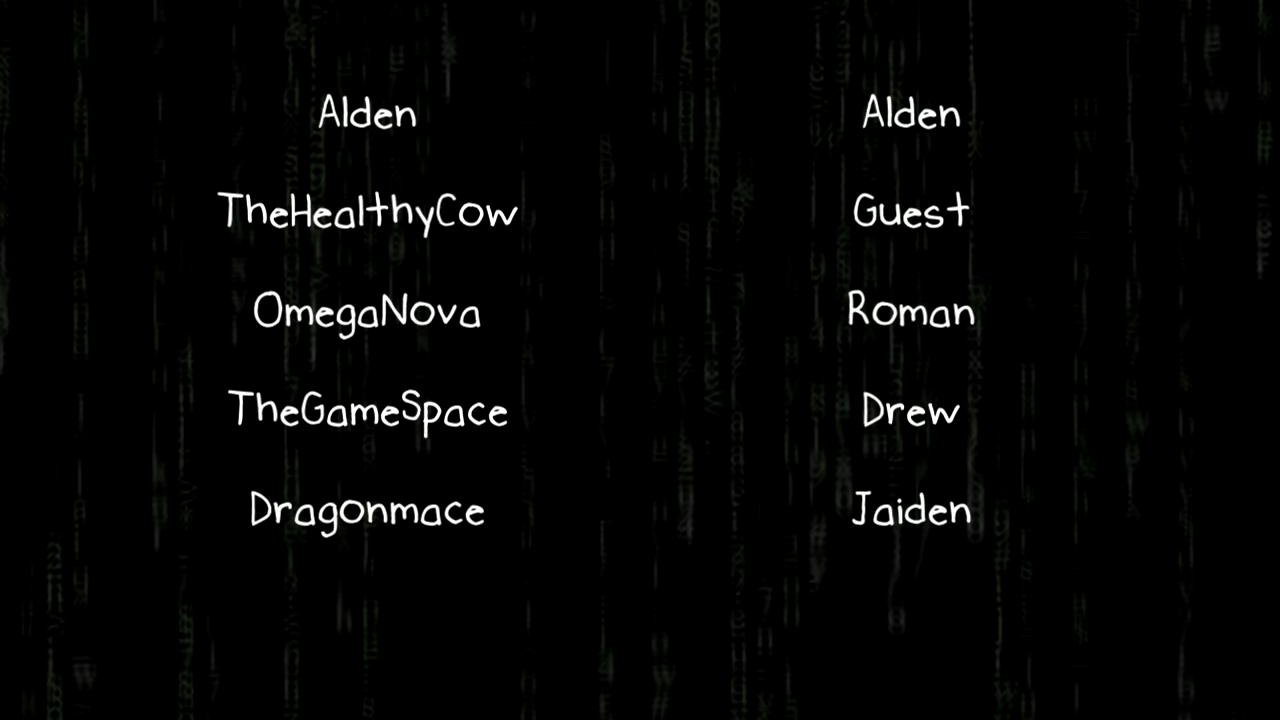 Alden Alden
TheHealthyCow Guest
OmegaNova Roman
TheGameSpace Drew
Dragonmace Jaiden